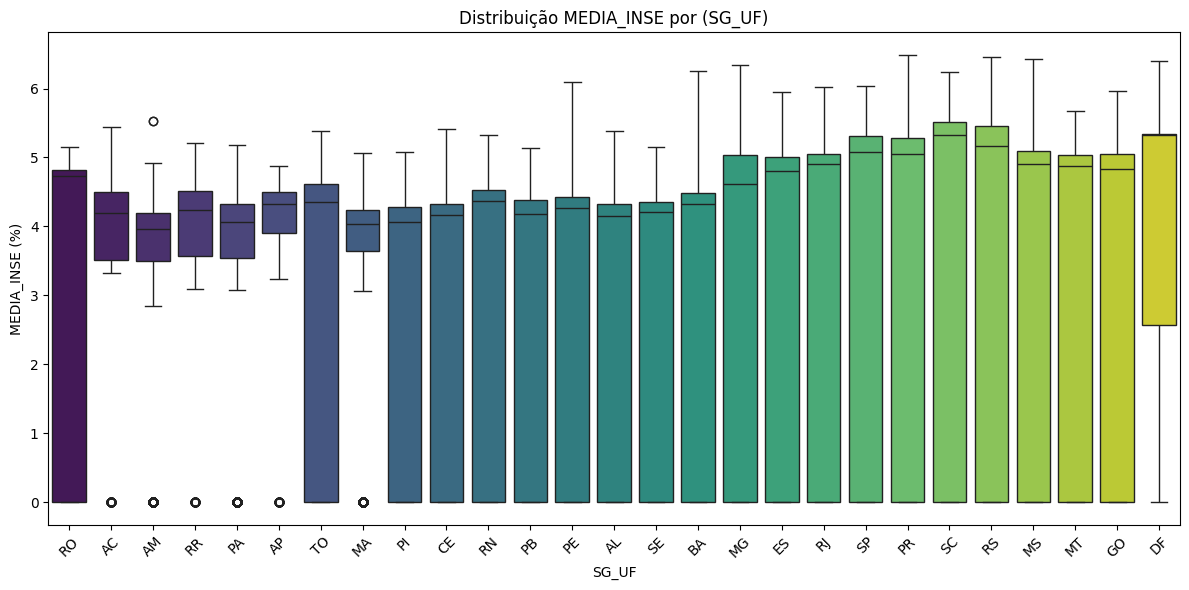 Distribuição MEDIA_INSE por (SG_UF)
MEDIA_INSE (%)
6
5
4
3
2
1
0
RO AC AM RR PA AP TO MA PI CE RN PB PE AL SE BA MG ES RJ SP PR SC RS MS MT GO DF
SG_UF